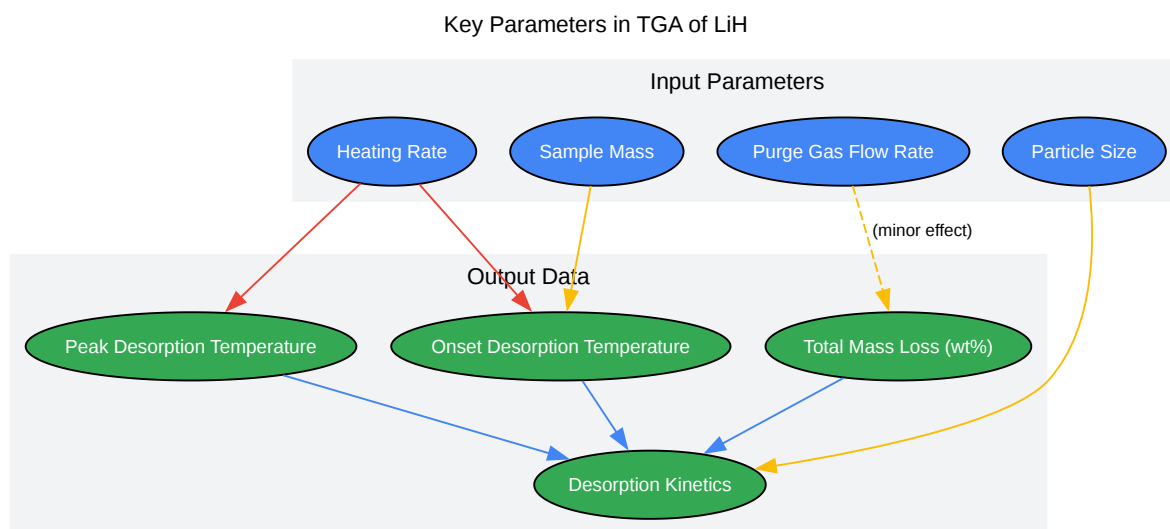 Key Parameters in TGA of LiH
Input Parameters
Heating Rate
Sample Mass
Purge Gas Flow Rate
Particle Size
(minor effect)
Output Data
Peak Desorption Temperature
Onset Desorption Temperature
Total Mass Loss (wt%)
Desorption Kinetics